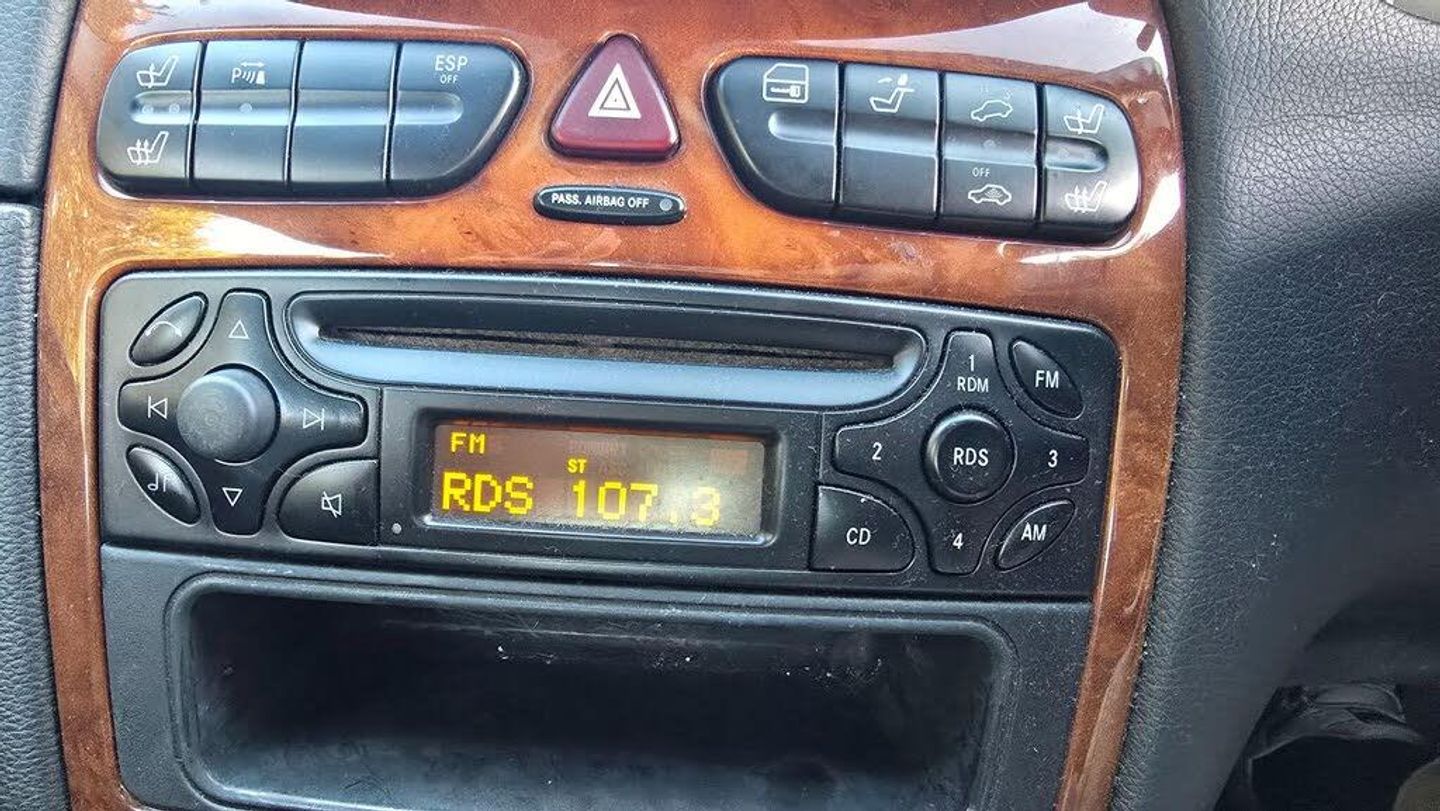 P
ESP
OFF
PASS. AIRBAG OFF
OFF
1
RDM
FM
2
RDS
3
CD
4
AM
FM
ST
RDS 107.3